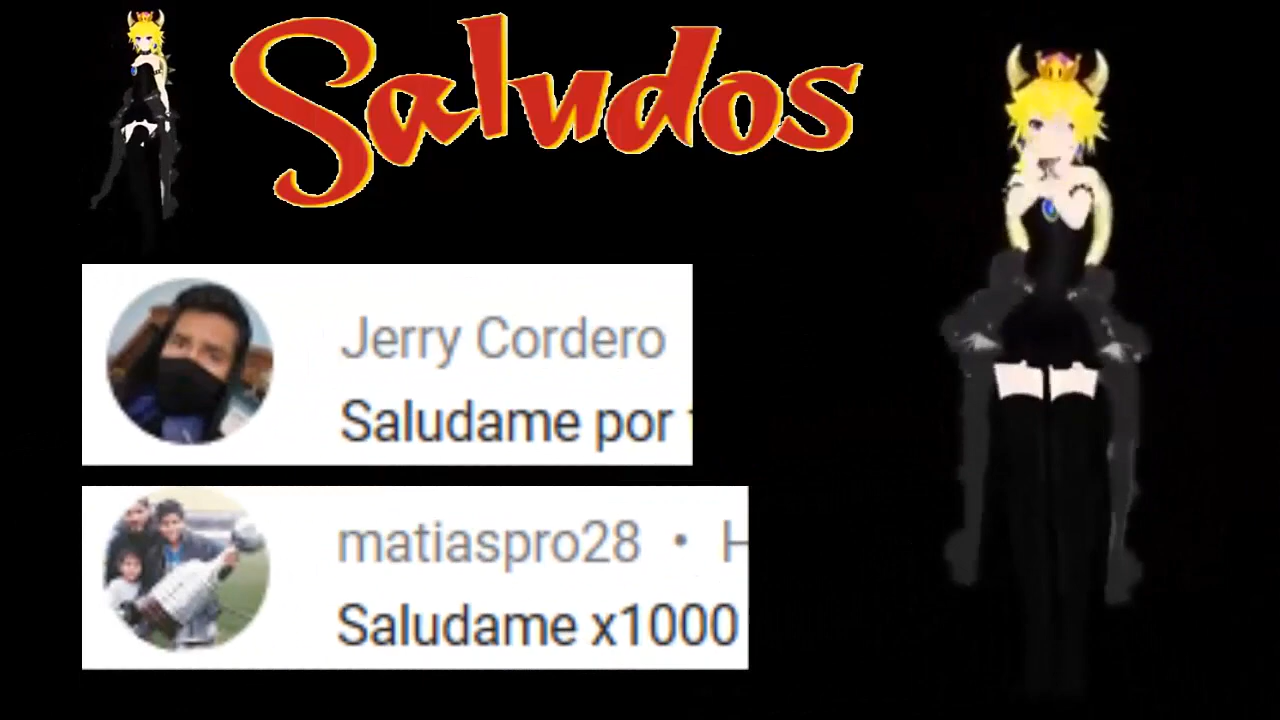 Saludos
Jerry Cordero
Saludame por
matiaspro28 • H
Saludame x1000